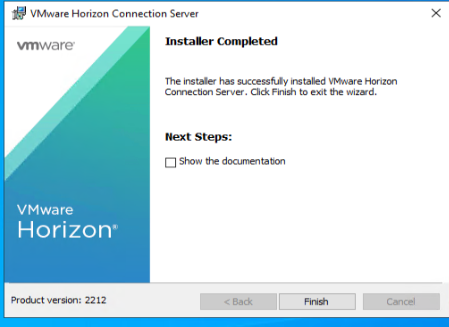 VMware Horizon Connection Server
vmware
Installer Completed
The installer has successfully installed VMware Horizon
Connection Server. Click Finish to exit the wizard.
Next Steps:
Show the documentation
VMware
Horizon®
Product version: 2212
< Back
Finish
Cancel